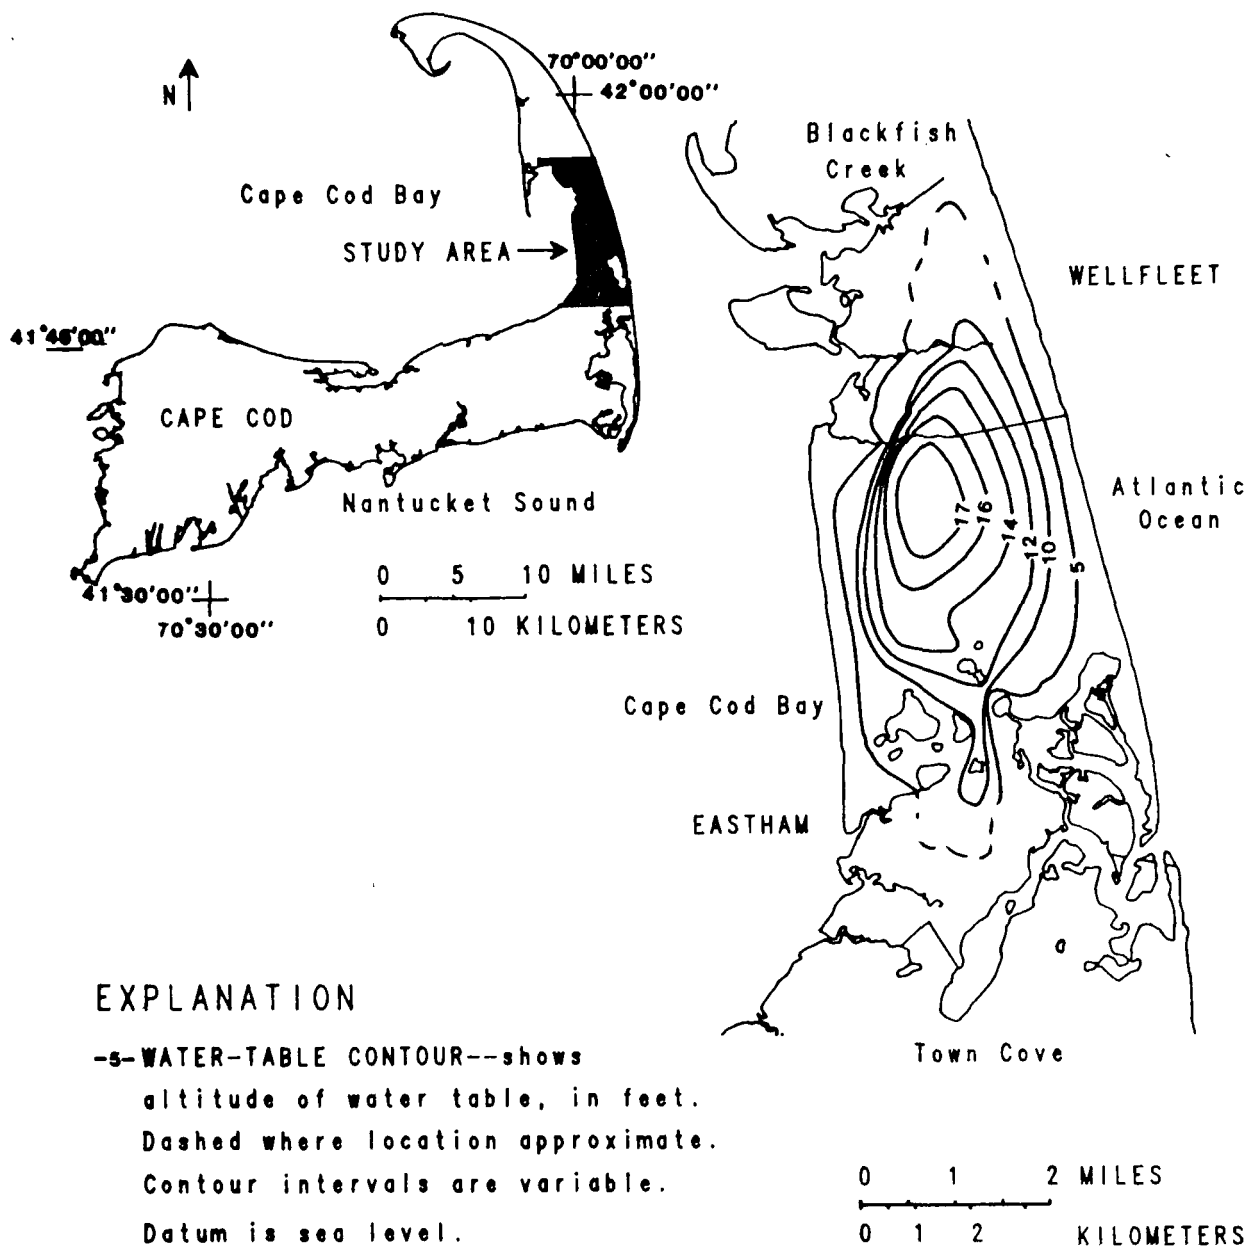 70°00'00"
N
42°00'00"
Blackfish
Creek
Cape Cod Bay
STUDY AREA
WELLFLEET
41°45'00"
CAPE COD
Nantucket Sound
Atlantic
Ocean
17
16
14
12
10
5
0 5 10 MILES
41°30'00"
70°30'00"
0 10 KILOMETERS
Cape Cod Bay
EASTHAM
EXPLANATION
-5- WATER-TABLE CONTOUR--shows
altitude of water table, in feet.
Dashed where location approximate.
Contour intervals are variable.
Datum is sea level.
Town Cove
0 1 2 MILES
0 1 2 KILOMETERS